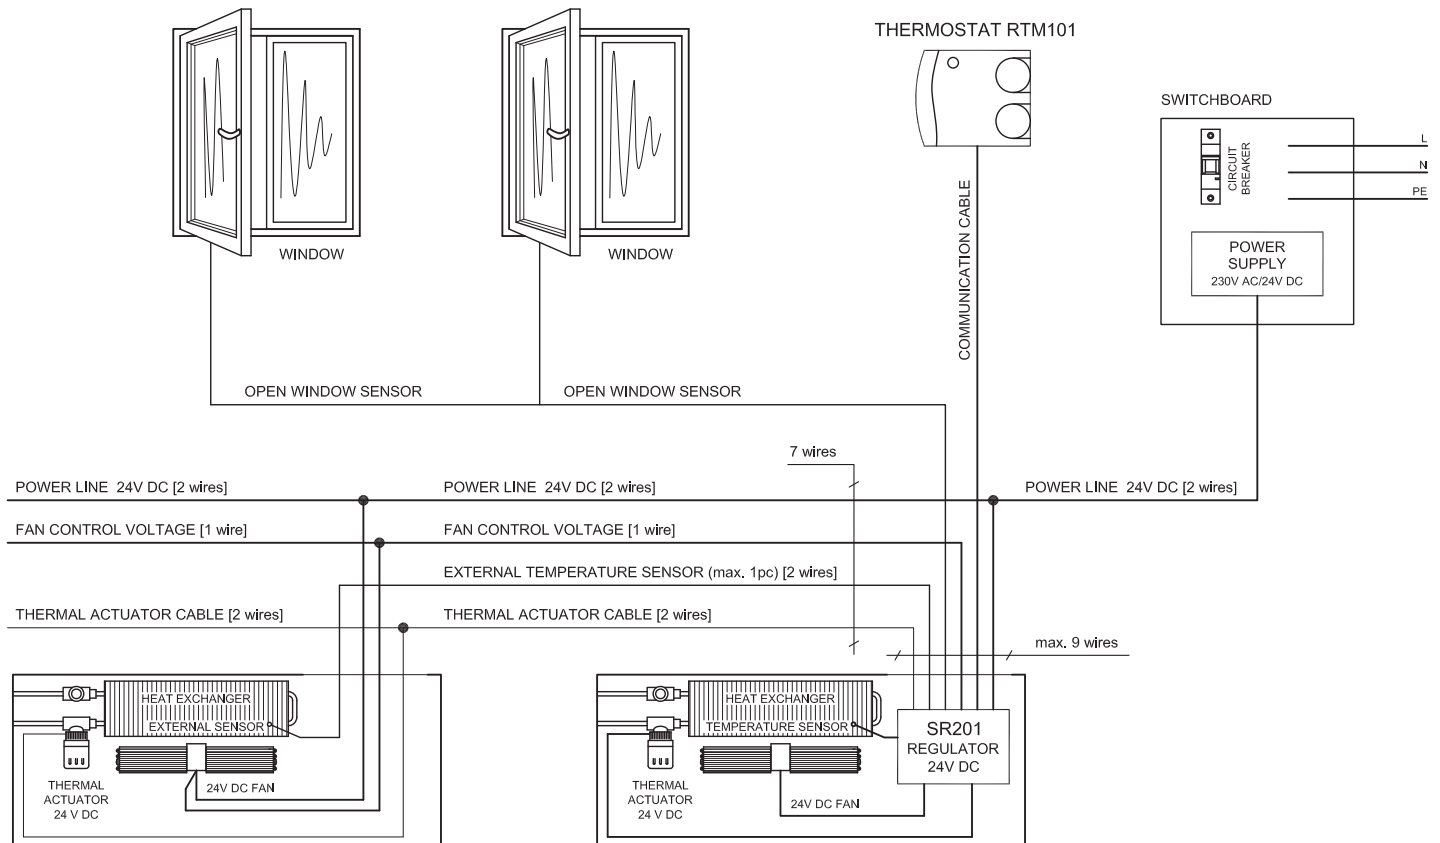 THERMOSTAT RTM101
SWITCHBOARD
L
N
PE
CIRCUIT
BREAKER
POWER
SUPPLY
230V AC/24V DC
WINDOW
WINDOW
COMMUNICATION CABLE
OPEN WINDOW SENSOR
OPEN WINDOW SENSOR
7 wires
POWER LINE 24V DC [2 wires]
POWER LINE 24V DC [2 wires]
POWER LINE 24V DC [2 wires]
FAN CONTROL VOLTAGE [1 wire]
FAN CONTROL VOLTAGE [1 wire]
EXTERNAL TEMPERATURE SENSOR (max. 1pc) [2 wires]
THERMAL ACTUATOR CABLE [2 wires]
THERMAL ACTUATOR CABLE [2 wires]
max. 9 wires
HEAT EXCHANGER
EXTERNAL SENSOR
THERMAL
ACTUATOR
24 V DC
24V DC FAN
HEAT EXCHANGER
TEMPERATURE SENSOR
THERMAL
ACTUATOR
24 V DC
24V DC FAN
SR201
REGULATOR
24V DC